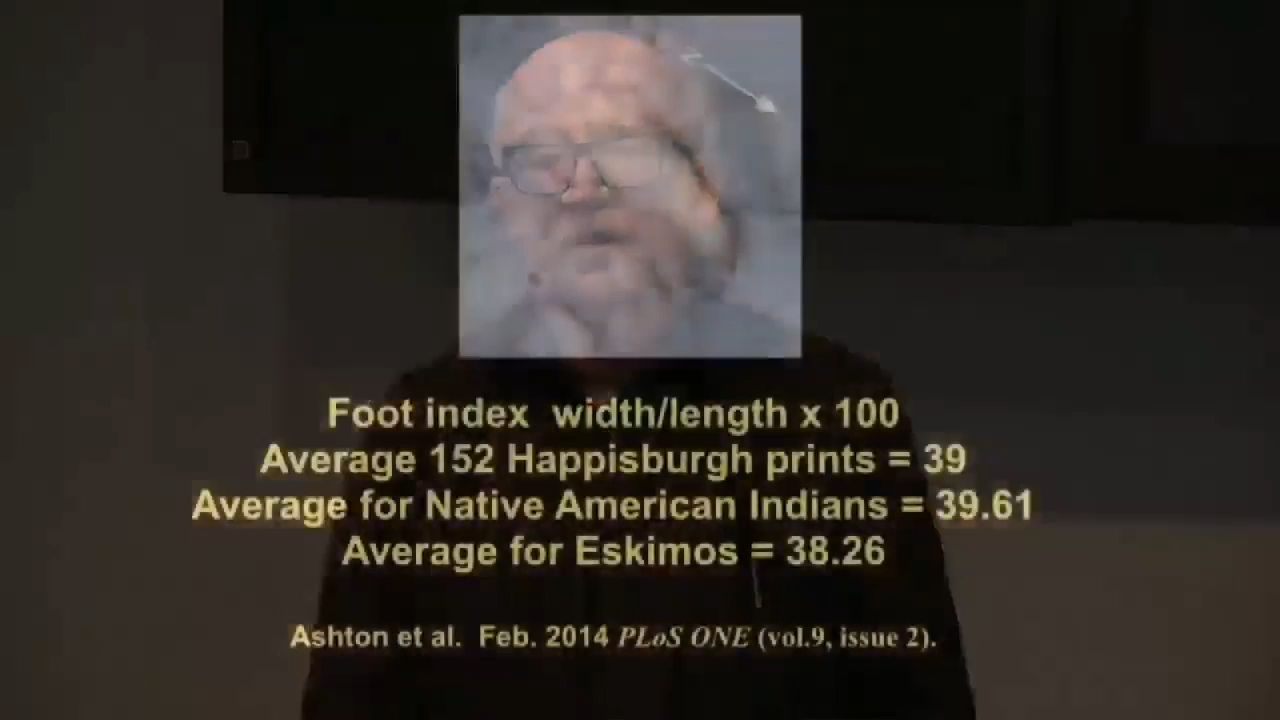 Foot index width/length x 100
Average 152 Happisburgh prints = 39
Average for Native American Indians = 39.61
Average for Eskimos = 38.26
Ashton et al. Feb. 2014 PLoS ONE (vol.9, issue 2).